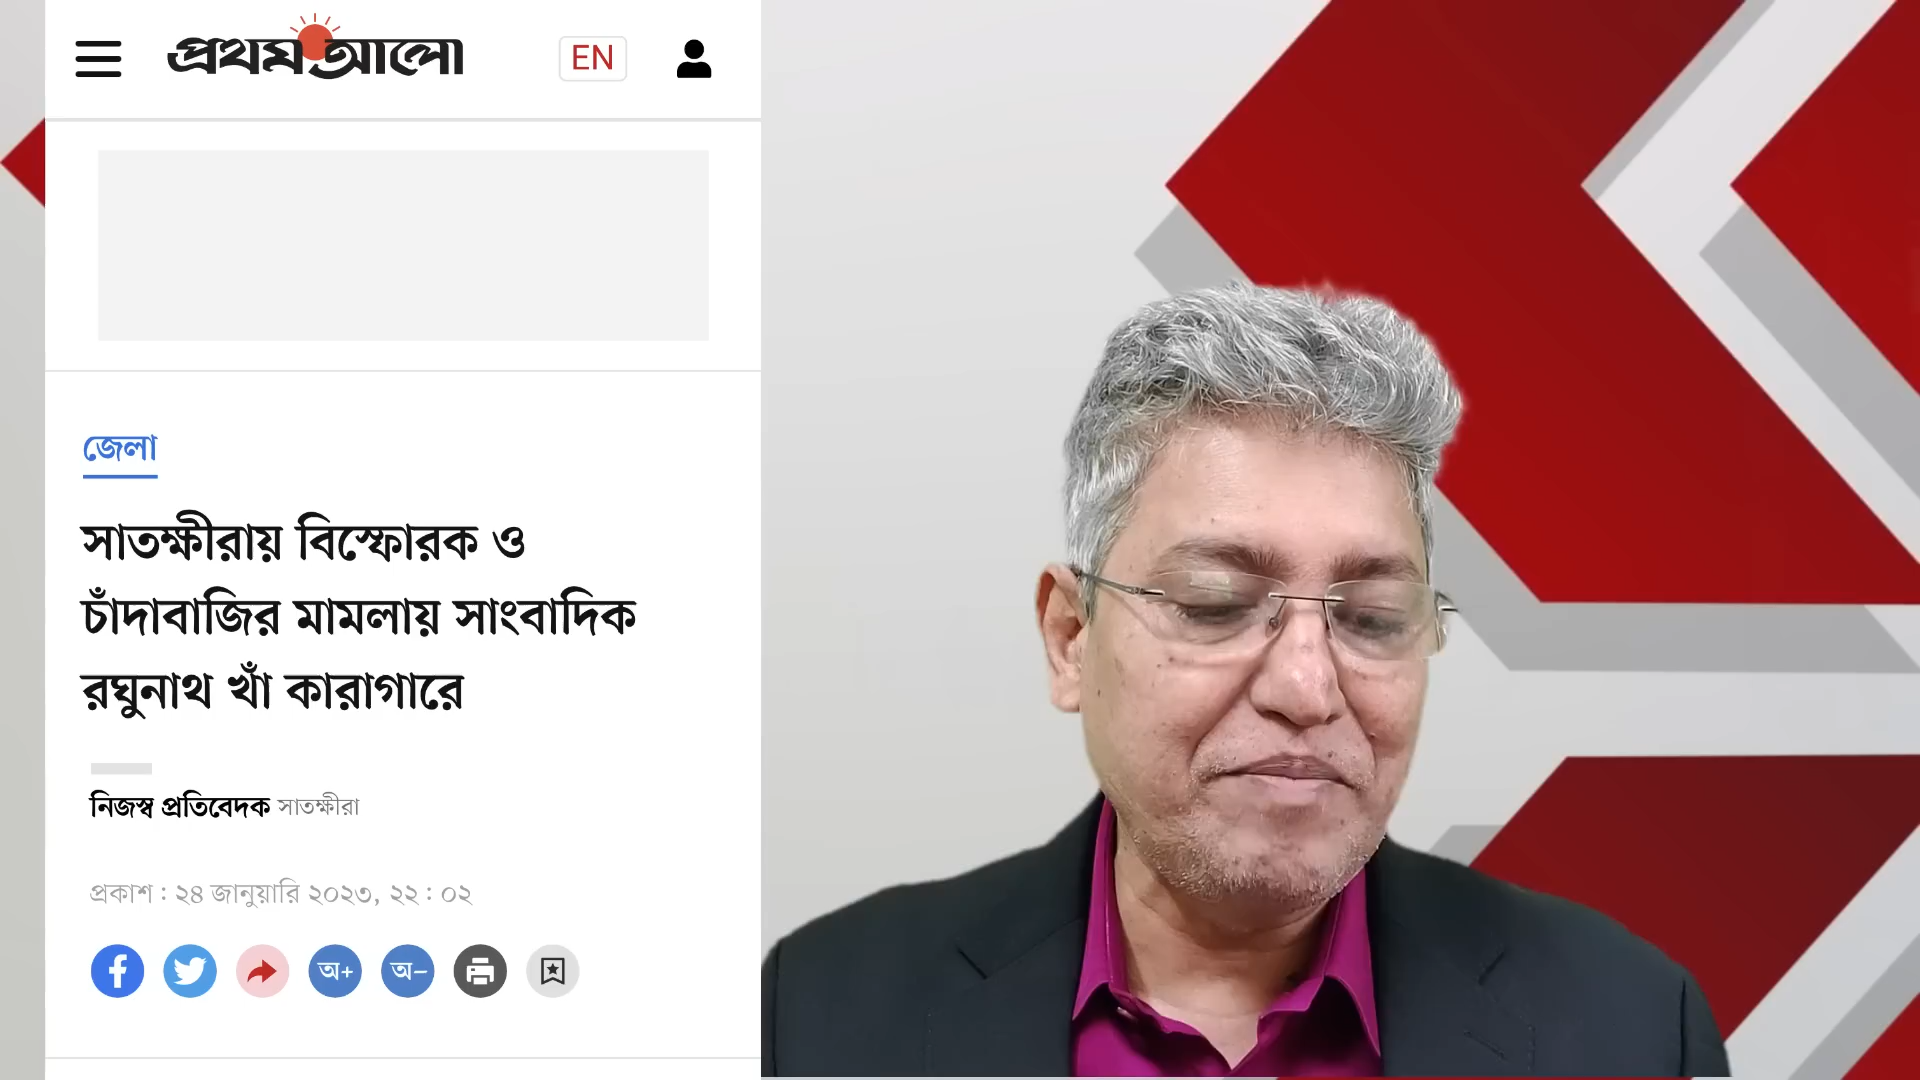 প্রথম আলো
EN
জেলা
সাতক্ষীরায় বিস্ফোরক ও
চাঁদাবাজির মামলায় সাংবাদিক
রঘুনাথ খাঁ কারাগারে
নিজস্ব প্রতিবেদক সাতক্ষীরা
প্রকাশ : ২৪ জানুয়ারি ২০২৩, ২২ : ০২
অ+ অ−